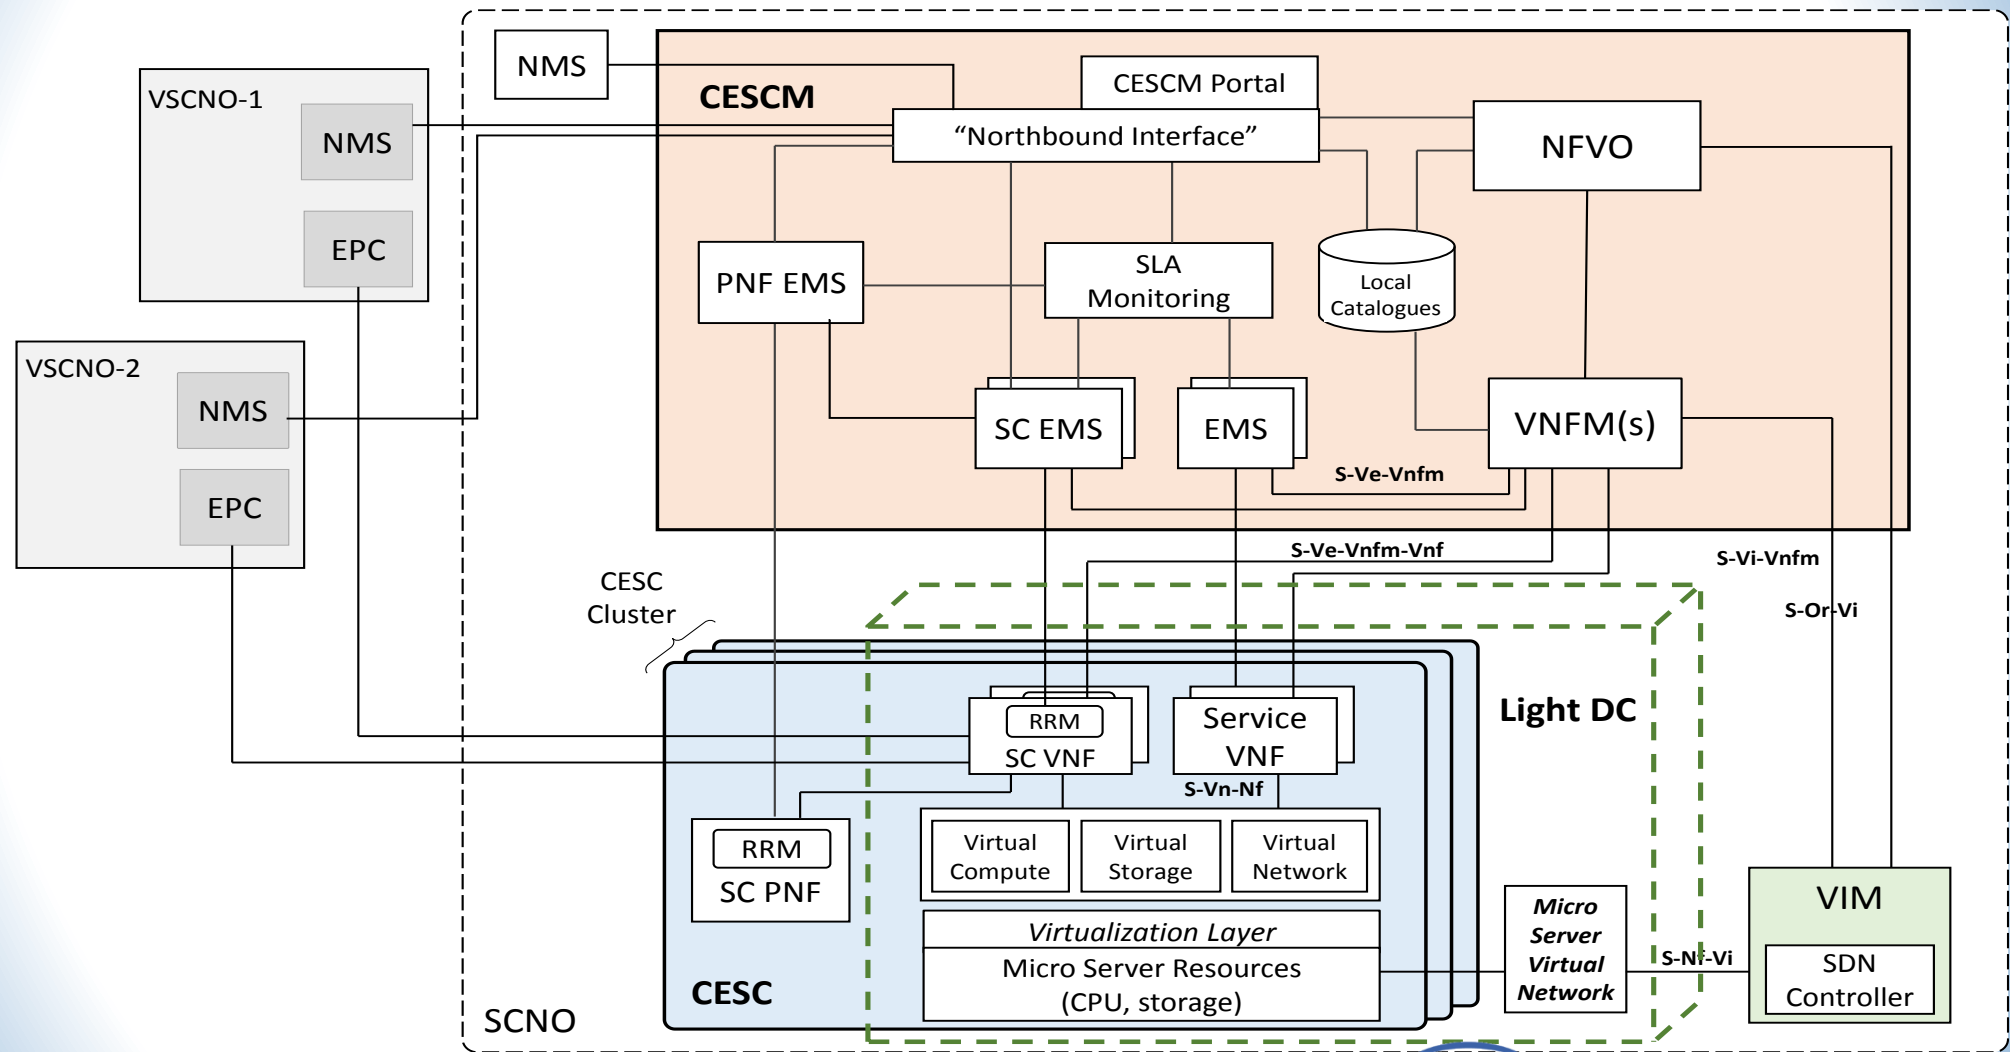 NMS
CESCM Portal
CESCM
VSCNO-1
NMS
"Northbound Interface"
NFVO
EPC
PNF EMS
SLA
Monitoring
Local
Catalogues
VSCNO-2
NMS
SC EMS
EMS
VNFM(s)
S-Ve-Vnfm
EPC
S-Ve-Vnfm-Vnf
S-Vi-Vnfm
CESC
Cluster
S-Or-Vi
RRM
SC VNF
Service
VNF
Light DC
S-Vn-Nf
RRM
SC PNF
Virtual
Compute
Virtual
Storage
Virtual
Network
VIM
Micro
Server
Virtual
Network
Virtualization Layer
S-Nf-Vi
Micro Server Resources
(CPU, storage)
SDN
Controller
CESC
SCNO